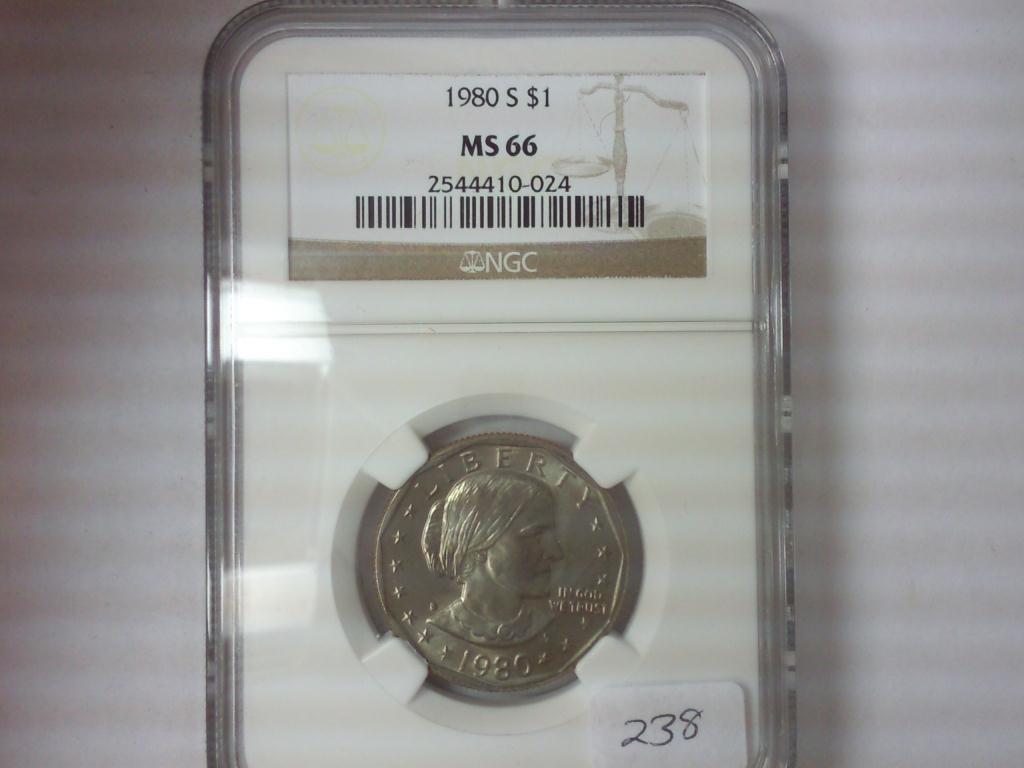 1980 S $1
MS 66
2544410-024
NGC
LIBERTY
IN GOD
WE TRUST
1980
238